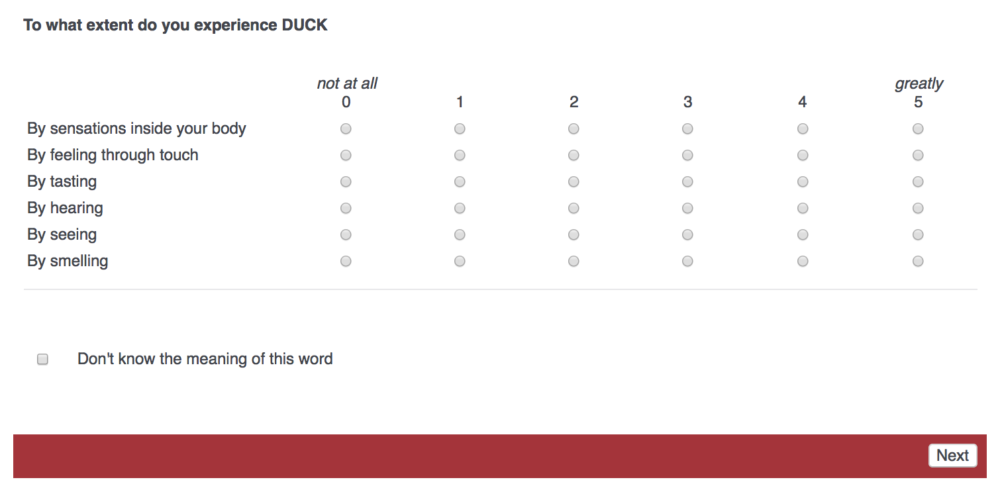 To what extent do you experience DUCK
not at all greatly
0 1 2 3 4 5
By sensations inside your body
By feeling through touch
By tasting
By hearing
By seeing
By smelling
Don't know the meaning of this word
Next